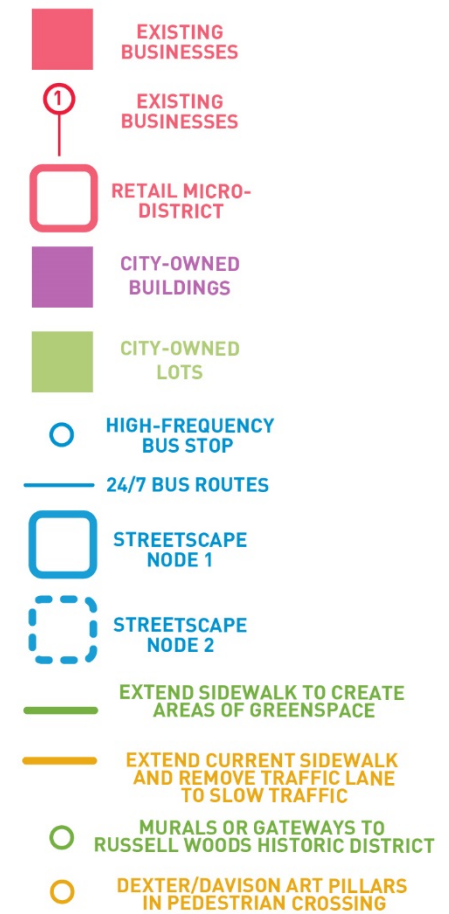 EXISTING
BUSINESSES
1
EXISTING
BUSINESSES
RETAIL MICRO-
DISTRICT
CITY-OWNED
BUILDINGS
CITY-OWNED
LOTS
HIGH-FREQUENCY
BUS STOP
24/7 BUS ROUTES
STREETSCAPE
NODE 1
STREETSCAPE
NODE 2
EXTEND SIDEWALK TO CREATE
AREAS OF GREENSPACE
EXTEND CURRENT SIDEWALK
AND REMOVE TRAFFIC LANE
TO SLOW TRAFFIC
MURALS OR GATEWAYS TO
RUSSELL WOODS HISTORIC DISTRICT
DEXTER/DAVISON ART PILLARS
IN PEDESTRIAN CROSSING